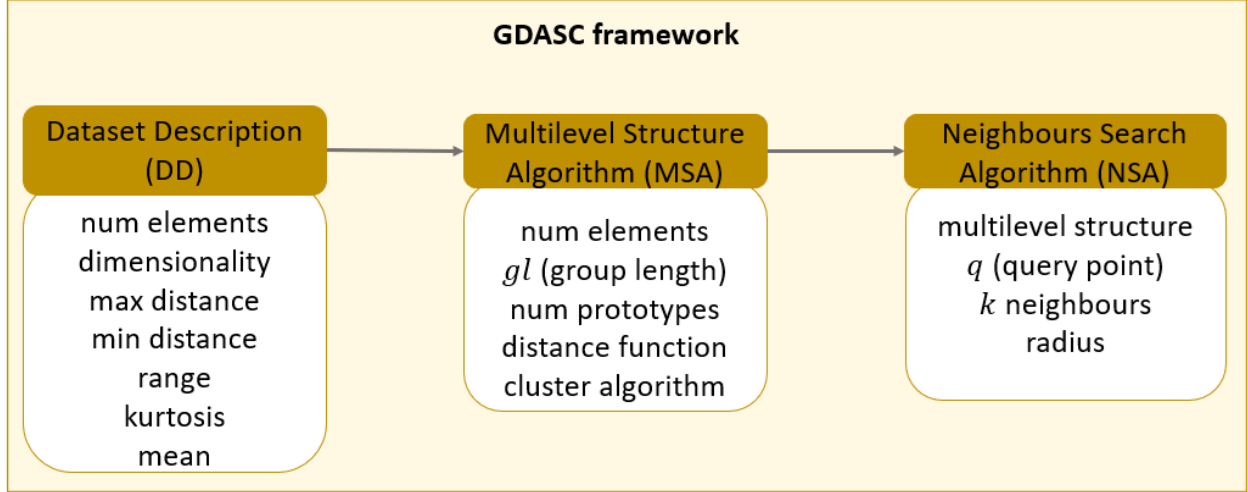 GDASC framework
Dataset Description
(DD)
num elements
dimensionality
max distance
min distance
range
kurtosis
mean
Multilevel Structure
Algorithm (MSA)
num elements
gl (group length)
num prototypes
distance function
cluster algorithm
Neighbours Search
Algorithm (NSA)
multilevel structure
q (query point)
k neighbours
radius